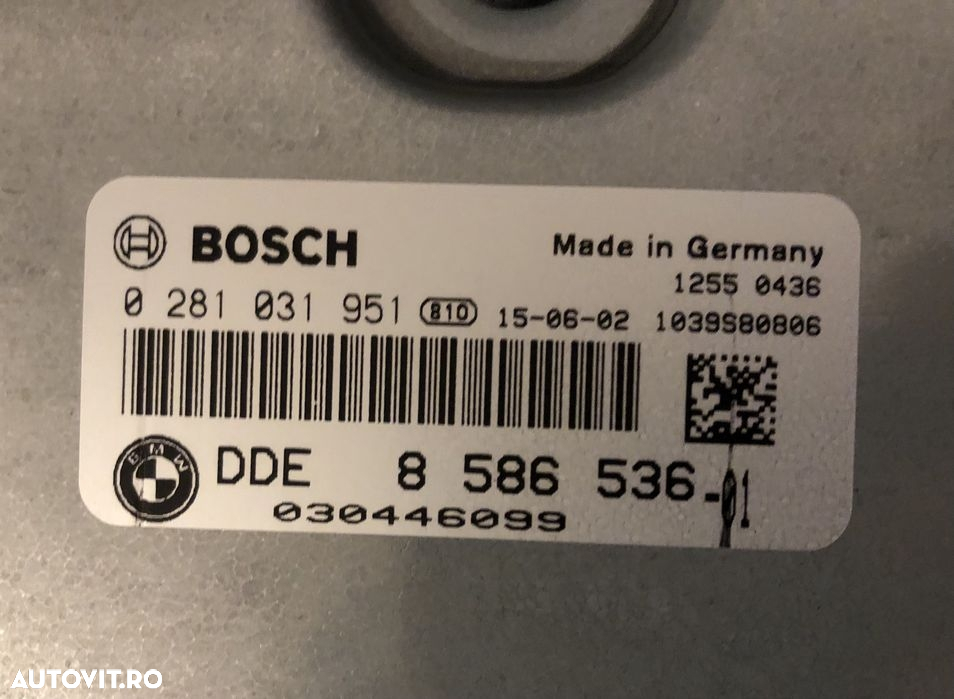 BOSCH
Made in Germany
1255 0436
0 281 031 951 810 15-06-02 1039S80806
BMW
DDE 8 586 536-01
030446099
AUTOVIT.RO